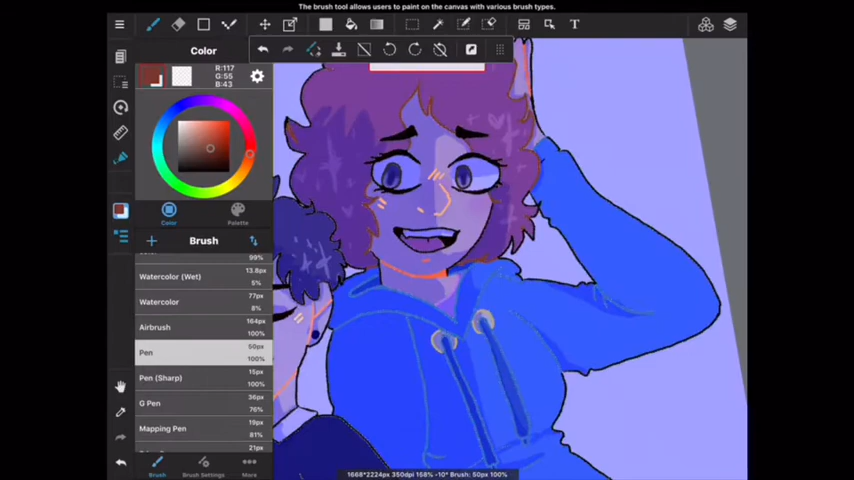 The brush tool allows users to paint on the canvas with various brush types.
T
Color
R:117
G:55
B:43
Color
Palette
Brush
99%
Watercolor (Wet)
13.8px
5%
Watercolor
77px
8%
Airbrush
164px
100%
Pen
50px
100%
Pen (Sharp)
15px
100%
G Pen
36px
76%
Mapping Pen
19px
81%
21px
Brush
Brush Settings
More
1668*2224px 350dpi 158% -10° Brush: 50px 100%